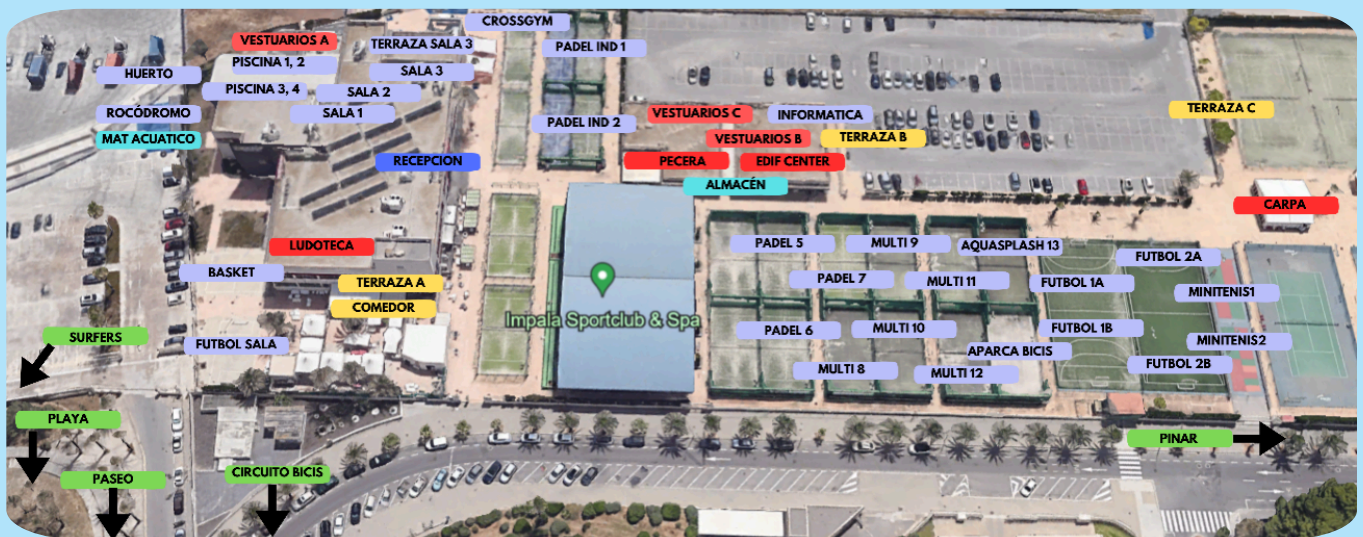 CROSSGYM
VESTUARIOS A
TERRAZA SALA 3
PADEL IND 1
PISCINA 1, 2
HUERTO
SALA 3
PISCINA 3, 4
SALA 2
ROCÓDROMO
SALA 1
VESTUARIOS C
INFORMATICA
TERRAZA C
PADEL IND 2
MAT ACUATICO
VESTUARIOS B
TERRAZA B
RECEPCION
PECERA
EDIF CENTER
ALMACÉN
CARPA
LUDOTECA
PADEL 5
MULTI 9
AQUASPLASH 13
FUTBOL 2A
BASKET
TERRAZA A
PADEL 7
MULTI 11
FUTBOL 1A
MINITENIS1
COMEDOR
Impala Sportclub & Spa
SURFERS
FUTBOL SALA
PADEL 6
MULTI 10
FUTBOL 1B
MINITENIS2
APARCA BICIS
MULTI 8
MULTI 12
FUTBOL 2B
PLAYA
PINAR
PASEO
CIRCUITO BICIS